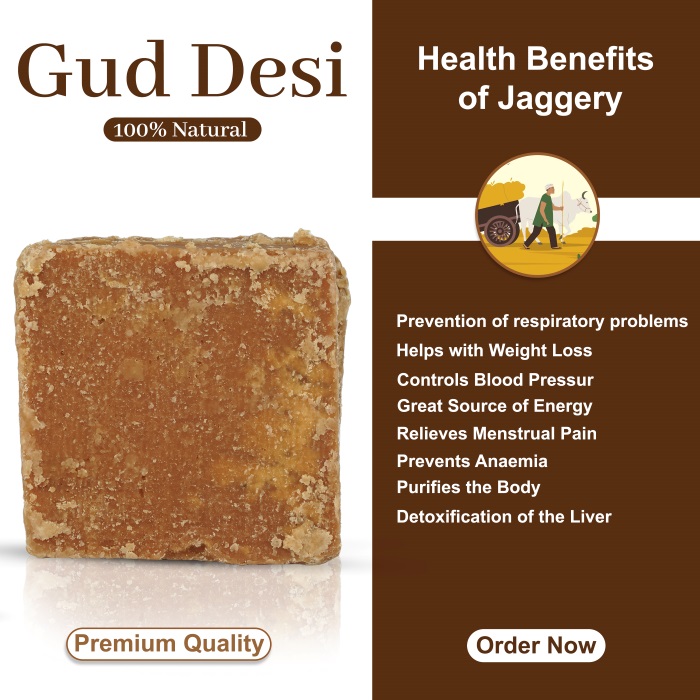 Gud Desi
100% Natural
Premium Quality
Health Benefits
of Jaggery
Prevention of respiratory problems
Helps with Weight Loss
Controls Blood Pressur
Great Source of Energy
Relieves Menstrual Pain
Prevents Anaemia
Purifies the Body
Detoxification of the Liver
Order Now